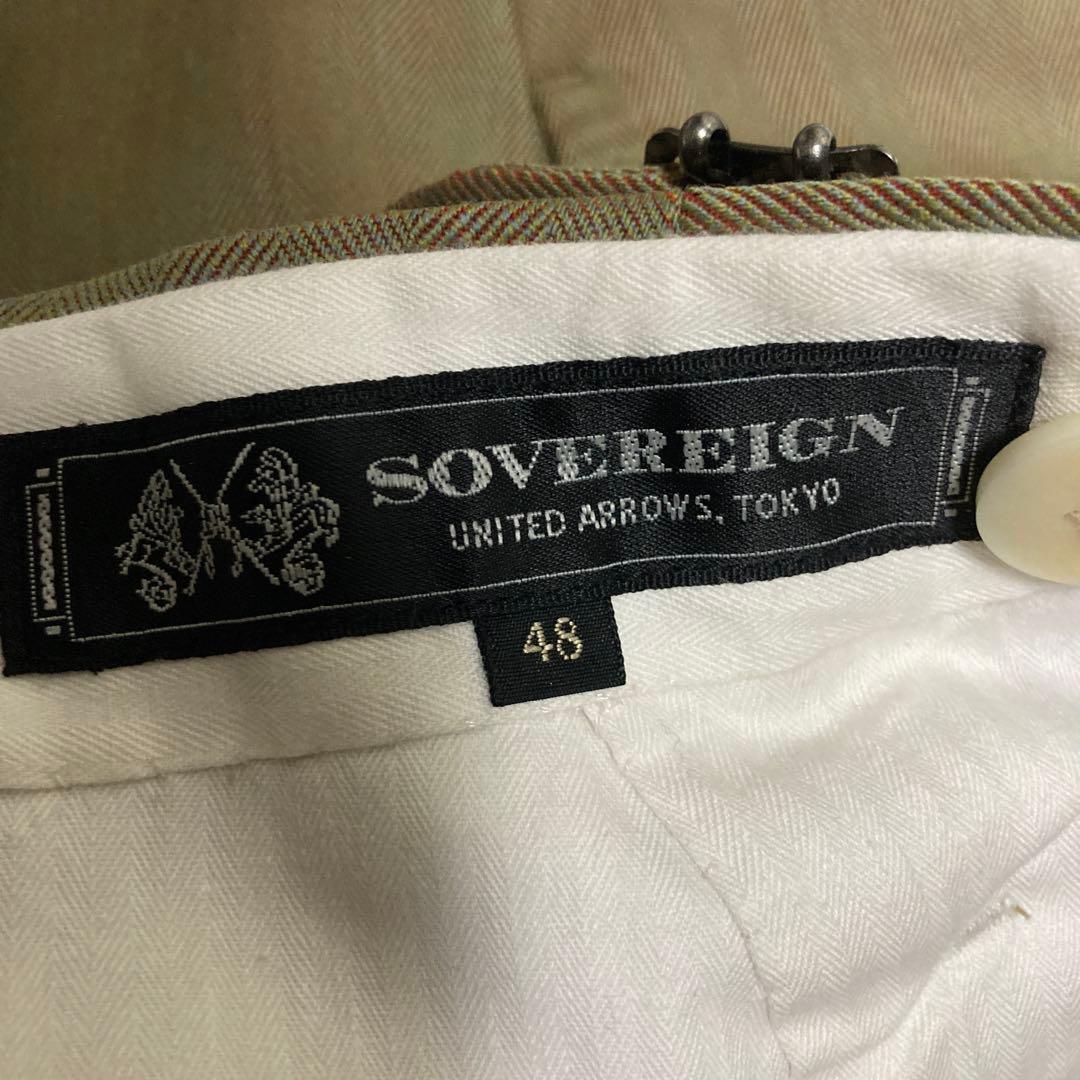 SOVEREIGN
UNITED ARROWS, TOKYO
48